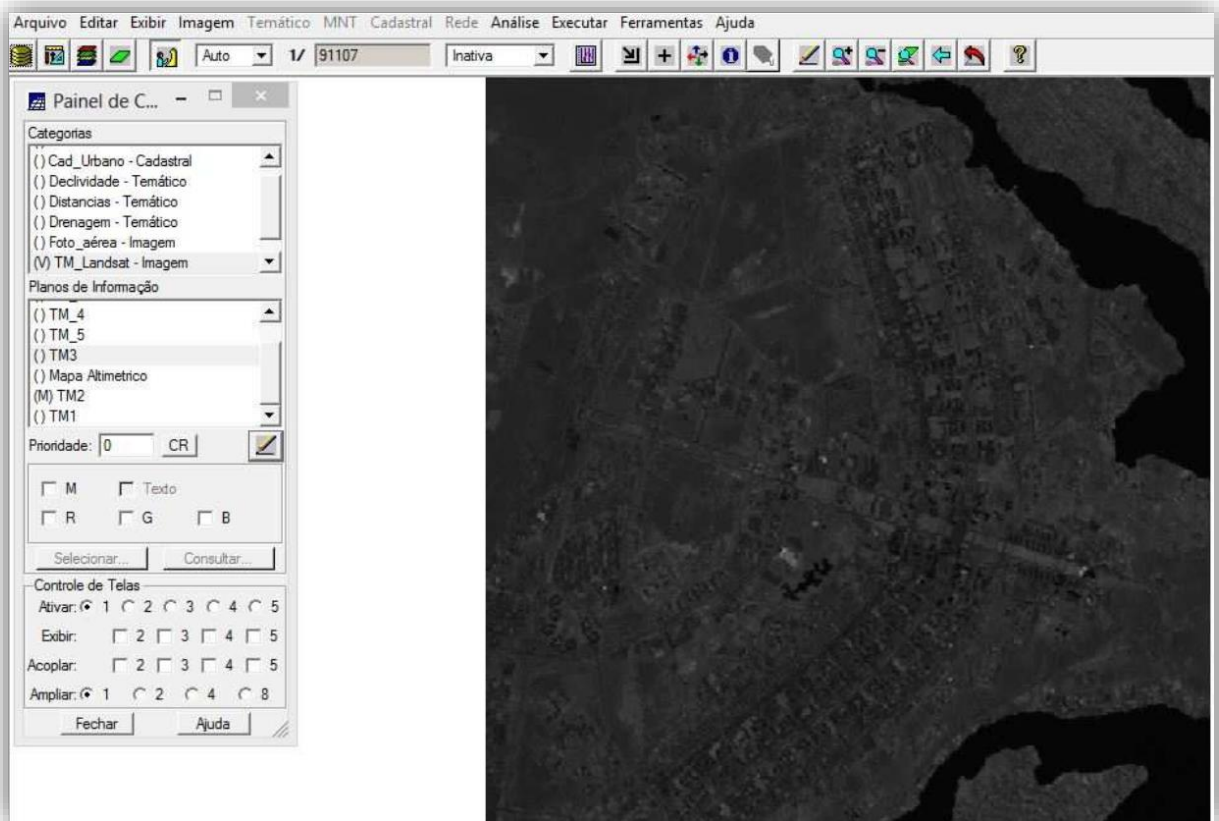 Arquivo Editar Exibir Imagem Temático MNT Cadastral Rede Análise Executar Ferramentas Ajuda
Auto 1/ 91107 Inativa
Painel de C...
Categorias
() Cad_Urbano - Cadastral
() Declividade - Temático
() Distancias - Temático
() Drenagem - Temático
() Foto_aérea - Imagem
(V) TM_Landsat - Imagem
Planos de Informação
() TM_4
() TM_5
() TM3
() Mapa Altimetrico
(M) TM2
() TM1
Prioridade: 0 CR
M Texto
R G B
Selecionar... Consultar...
Controle de Telas
Ativar: 1 2 3 4 5
Exibir: 2 3 4 5
Acoplar: 2 3 4 5
Ampliar: 1 2 4 8
Fechar Ajuda